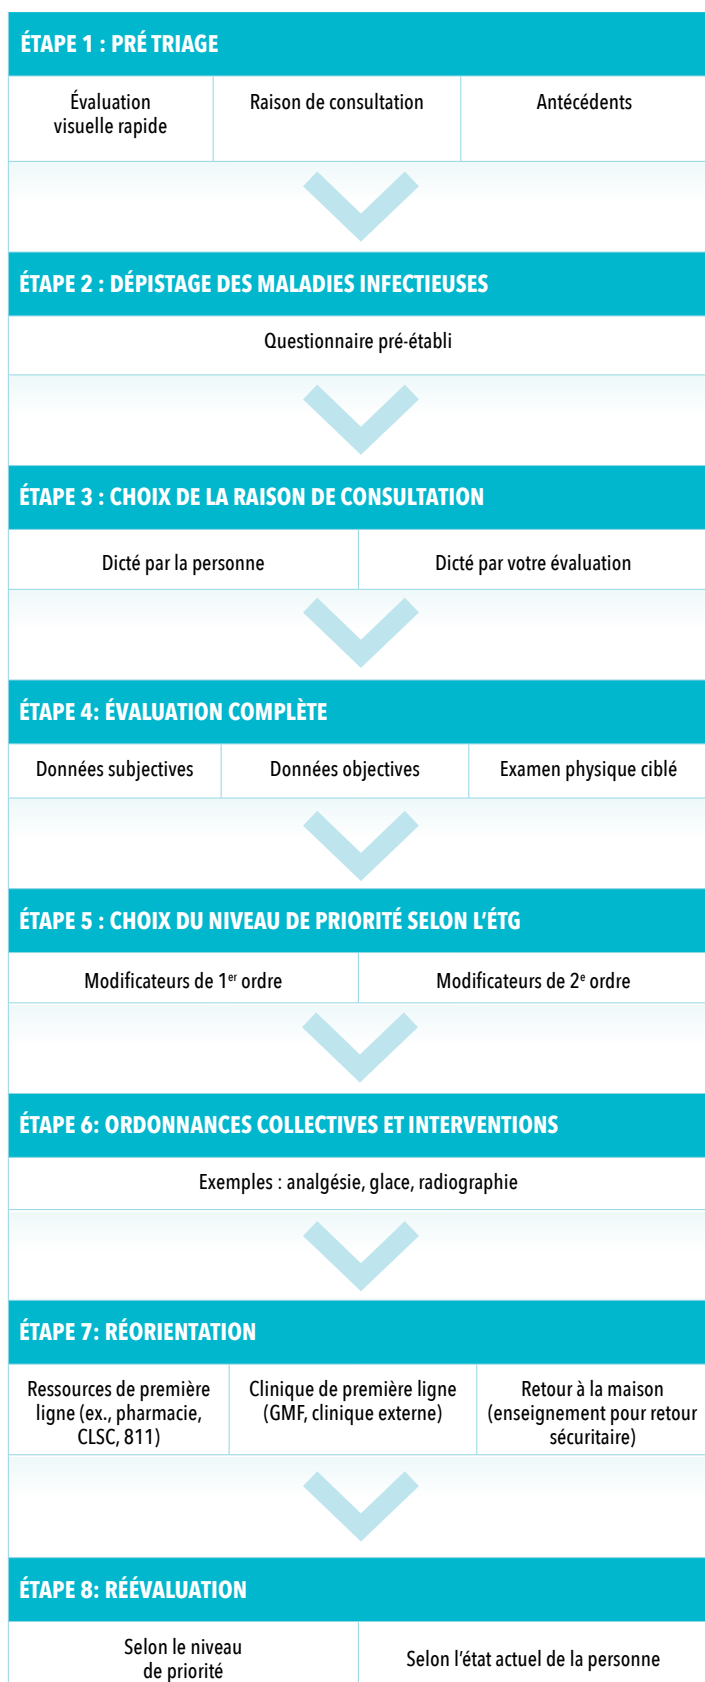 ÉTAPE 1 : PRÉ TRIAGE
Évaluation
visuelle rapide
Raison de consultation
Antécédents
ÉTAPE 2 : DÉPISTAGE DES MALADIES INFECTIEUSES
Questionnaire pré-établi
ÉTAPE 3 : CHOIX DE LA RAISON DE CONSULTATION
Dicté par la personne
Dicté par votre évaluation
ÉTAPE 4: ÉVALUATION COMPLÈTE
Données subjectives
Données objectives
Examen physique ciblé
ÉTAPE 5 : CHOIX DU NIVEAU DE PRIORITÉ SELON L'ÉTG
Modificateurs de 1er ordre
Modificateurs de 2e ordre
ÉTAPE 6: ORDONNANCES COLLECTIVES ET INTERVENTIONS
Exemples : analgésie, glace, radiographie
ÉTAPE 7: RÉORIENTATION
Ressources de première
ligne (ex., pharmacie,
CLSC, 811)
Clinique de première ligne
(GMF, clinique externe)
Retour à la maison
(enseignement pour retour
sécuritaire)
ÉTAPE 8: RÉÉVALUATION
Selon le niveau
de priorité
Selon l'état actuel de la personne